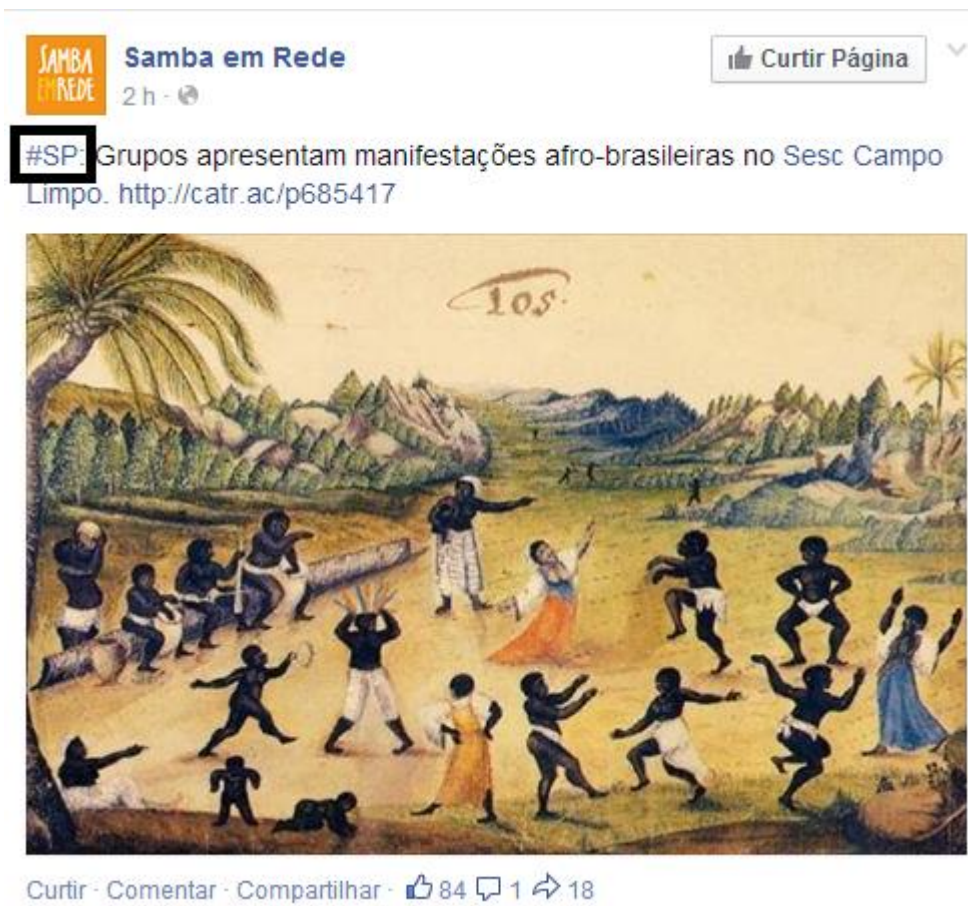 SAMBA
EM REDE
Samba em Rede
Curtir Página
2 h
#SP: Grupos apresentam manifestações afro-brasileiras no Sesc Campo
Limpo. http://catr.ac/p685417
Tos.
Curtir · Comentar · Compartilhar · 84 1 18